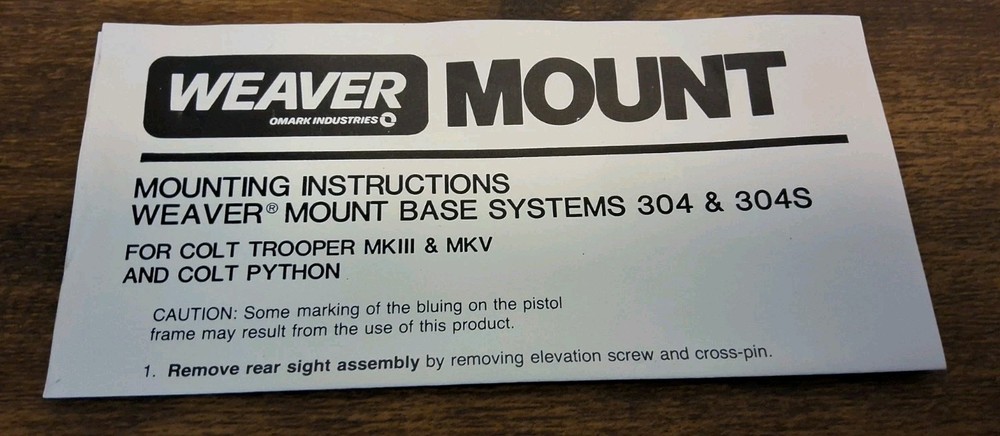 WEAVER MOUNT
OMARK INDUSTRIES
MOUNTING INSTRUCTIONS
WEAVER® MOUNT BASE SYSTEMS 304 & 304S
FOR COLT TROOPER MKIII & MKV
AND COLT PYTHON
CAUTION: Some marking of the bluing on the pistol
frame may result from the use of this product.
1. Remove rear sight assembly by removing elevation screw and cross-pin.